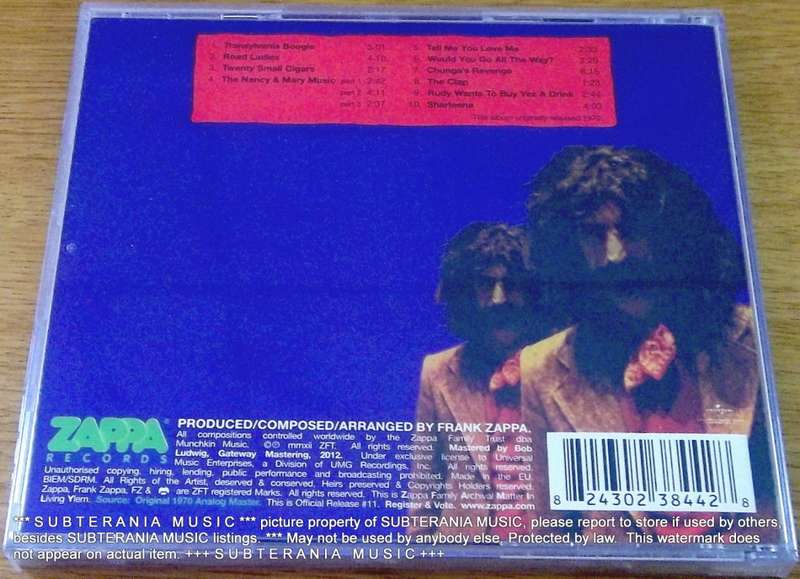 1. Transylvania Boogie 5:01
2. Road Ladies 4:10
3. Twenty Small Cigars 2:17
4. The Nancy & Mary Music part 1 2:42
part 2 4:11
part 3 2:37
5. Tell Me You Love Me 2:33
6. Would You Go All The Way? 2:29
7. Chunga's Revenge 6:15
8. The Clap 1:23
9. Rudy Wants To Buy Yez A Drink 2:44
10. Sharleena 4:03
This album originally released 1970
ZAPPA
RECORDS
PRODUCED/COMPOSED/ARRANGED BY FRANK ZAPPA.
All compositions controlled worldwide by the Zappa Family Trust dba
Munchkin Music. ©℗ mmxii ZFT. All rights reserved. Mastered by Bob
Ludwig, Gateway Mastering, 2012. Under exclusive license to Universal
Music Enterprises, a Division of UMG Recordings, Inc. All rights reserved.
Unauthorised copying, hiring, lending, public performance and broadcasting prohibited. Made in the EU.
BIEM/SDRM. All Rights of the Artist, deserved & conserved, Heirs preserved & Copyrights Holders reserved.
Zappa, Frank Zappa, FZ & are ZFT registered Marks. All rights reserved. This is Zappa Family Archival Matter In
Living Ylem. Source: Original 1970 Analog Master. This is Official Release #11. Register & Vote. www.zappa.com
8 24302 38442 8
*** SUBTERANIA MUSIC *** picture property of SUBTERANIA MUSIC, please report to store if used by others,
besides SUBTERANIA MUSIC listings. *** May not be used by anybody else. Protected by law. This watermark does
not appear on actual item. +++ SUBTERANIA MUSIC +++